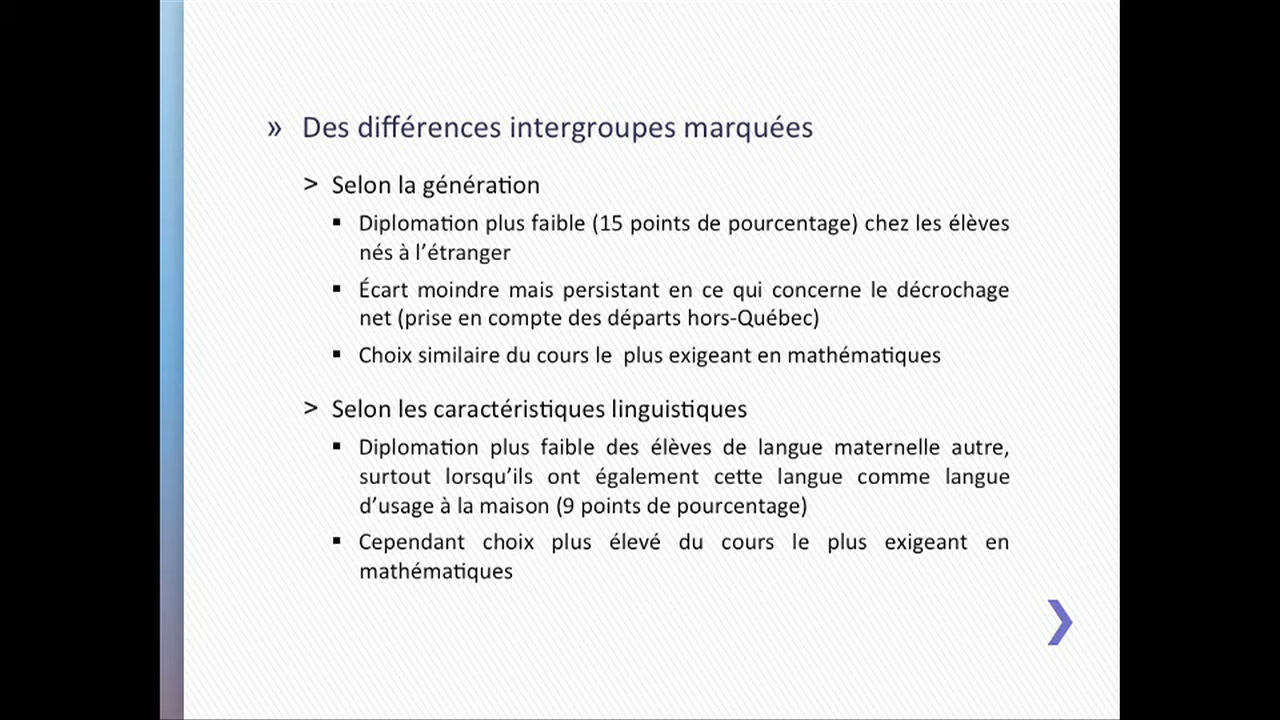 » Des différences intergroupes marquées
> Selon la génération
▪ Diplomation plus faible (15 points de pourcentage) chez les élèves
nés à l’étranger
▪ Écart moindre mais persistant en ce qui concerne le décrochage
net (prise en compte des départs hors-Québec)
▪ Choix similaire du cours le  plus exigeant en mathématiques
> Selon les caractéristiques linguistiques
▪ Diplomation plus faible des élèves de langue maternelle autre,
surtout lorsqu’ils ont également cette langue comme langue
d’usage à la maison (9 points de pourcentage)
▪ Cependant choix plus élevé du cours le plus exigeant en
mathématiques